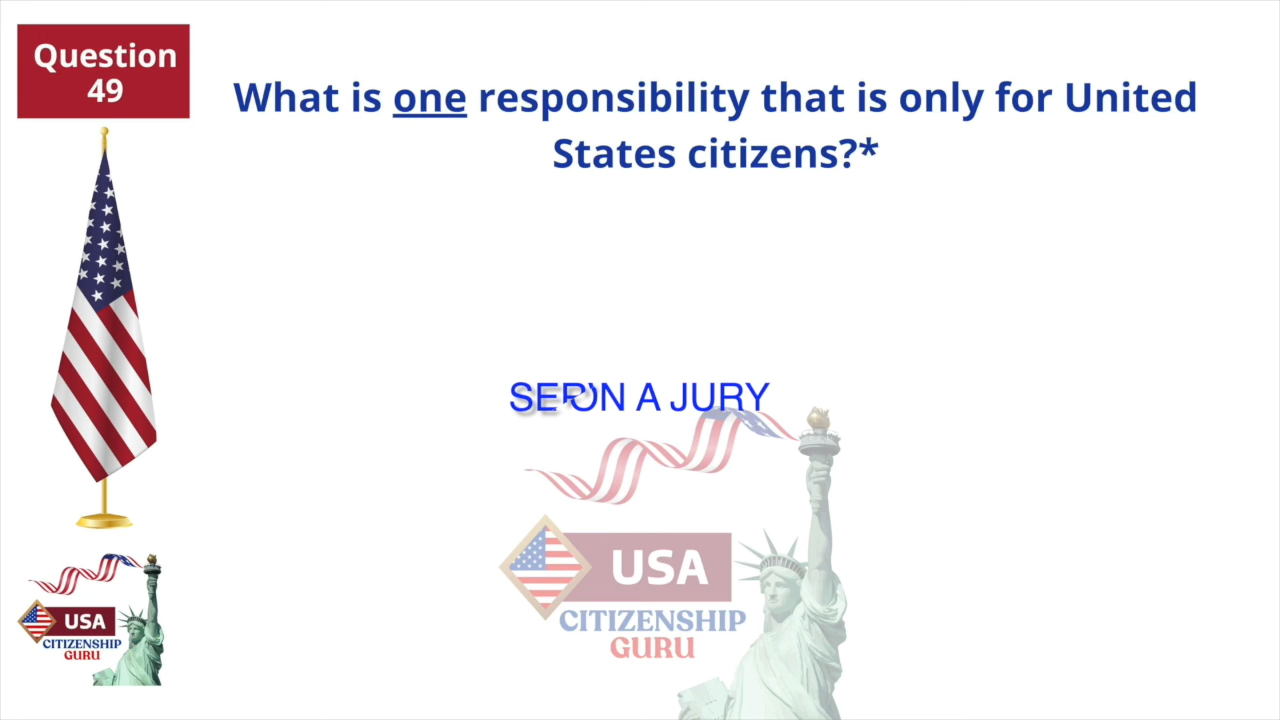 Question
49
What is one responsibility that is only for United
States citizens?*
ON A JURY
USA
CITIZENSHIP
GURU
USA
CITIZENSHIP
GURU